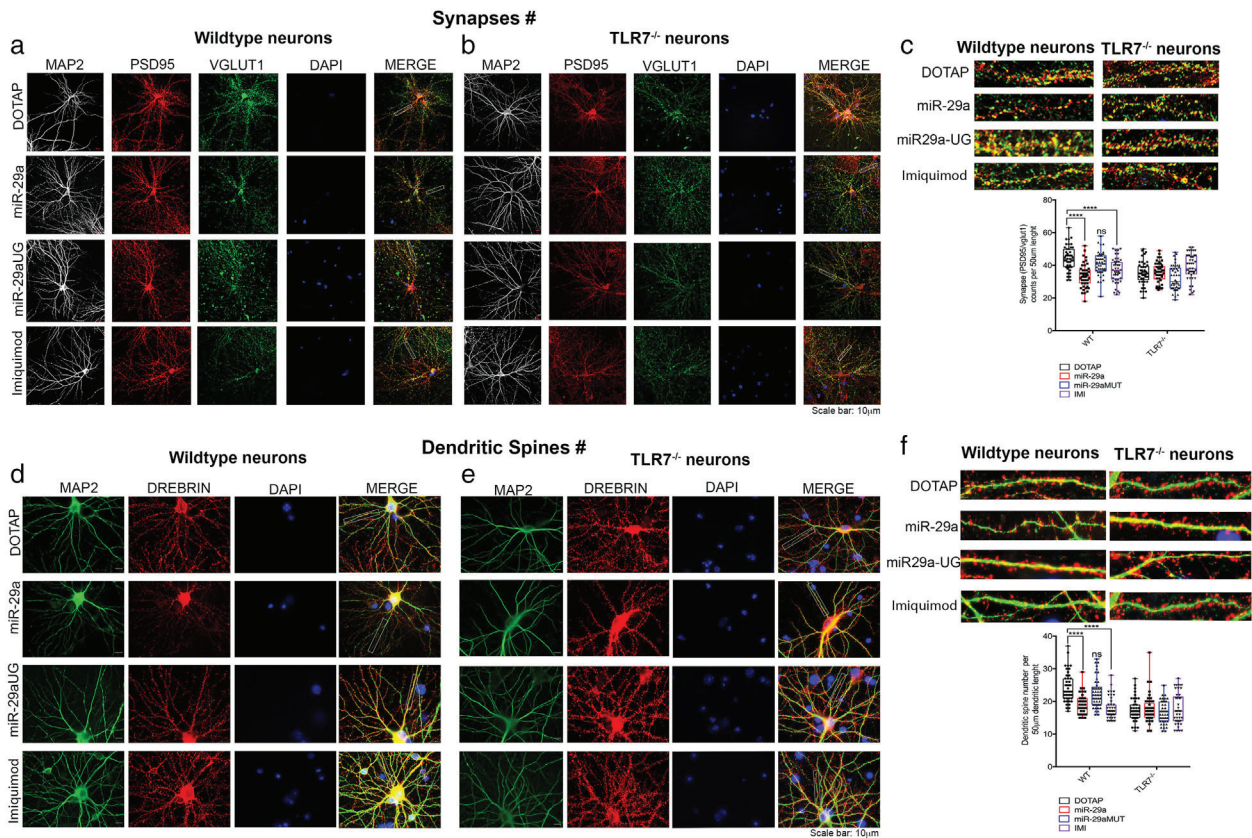 Synapses #
a
Wildtype neurons
MAP2 PSD95 VGLUT1 DAPI MERGE
DOTAP
miR-29a
miR-29aUG
Imiquimod
b
TLR7-/- neurons
MAP2 PSD95 VGLUT1 DAPI MERGE
Scale bar: 10μm
c
Wildtype neurons TLR7-/- neurons
DOTAP
miR-29a
miR29a-UG
Imiquimod
Synapse (PSD95/vglut1)
counts per 50um lenght
80
60
40
20
0
****
****
ns
WT
TLR7-/-
DOTAP
miR-29a
miR-29aMUT
IMI
Dendritic Spines #
d
Wildtype neurons
MAP2 DREBRIN DAPI MERGE
DOTAP
miR-29a
miR-29aUG
Imiquimod
e
TLR7-/- neurons
MAP2 DREBRIN DAPI MERGE
Scale bar: 10μm
f
Wildtype neurons TLR7-/- neurons
DOTAP
miR-29a
miR29a-UG
Imiquimod
Dendritic spine number per
50μm dendritic lenght
40
30
20
10
0
****
****
ns
WT
TLR7-/-
DOTAP
miR-29a
miR-29aMUT
IMI